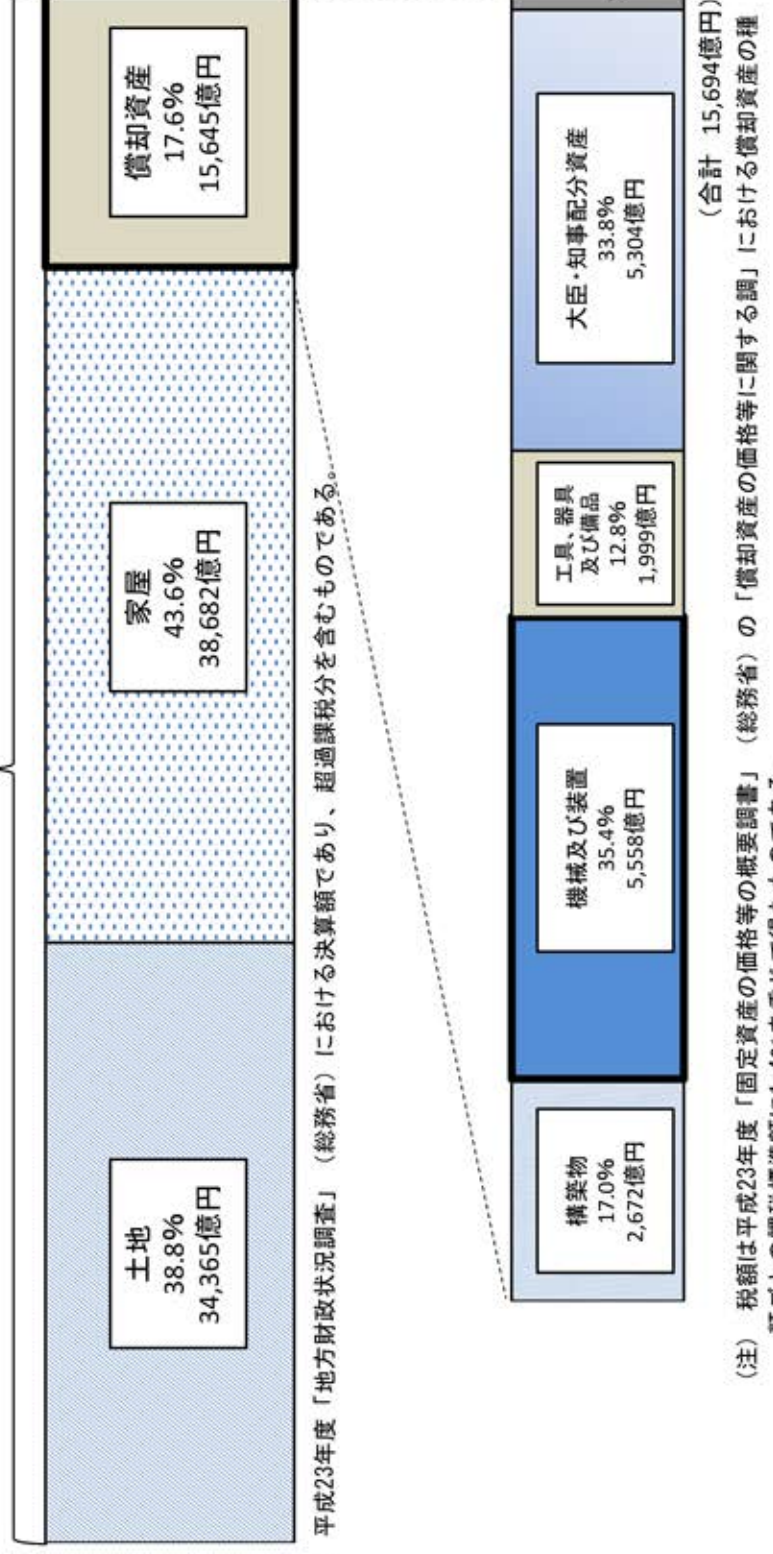 土地
38.8%
34,365億円
家屋
43.6%
38,682億円
償却資産
17.6%
15,645億円
平成23年度「地方財政状況調査」(総務省)における決算額であり、超過課税分を含むものである。
構築物
17.0%
2,672億円
機械及び装置
35.4%
5,558億円
工具、器具
及び備品
12.8%
1,999億円
大臣・知事配分資産
33.8%
5,304億円
(合計 15,694億円)
(注) 税額は平成23年度「固定資産の価格等の概要調書」(総務省)の「償却資産の価格等に関する調」における償却資産の種